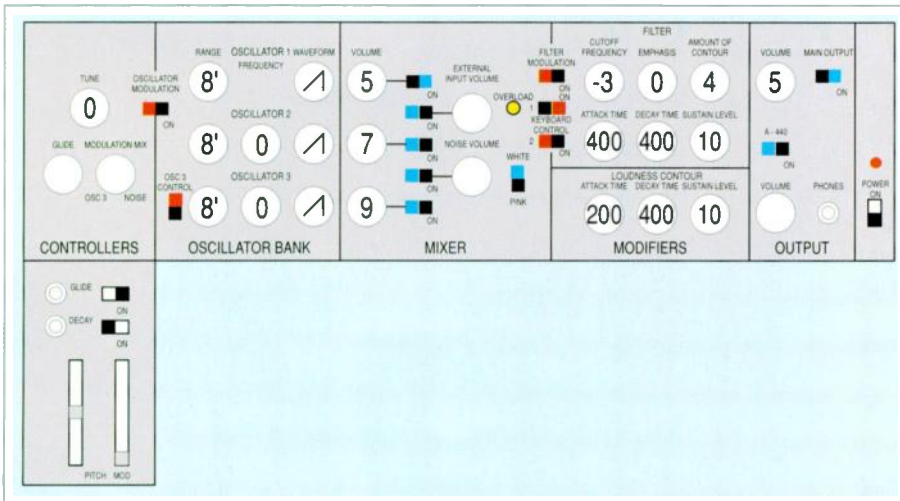 TUNE
0
OSCILLATOR
MODULATION
ON
GLIDE MODULATION MIX
OSC 3 NOISE
CONTROLLERS
RANGE OSCILLATOR 1 WAVEFORM
FREQUENCY
8'
OSCILLATOR 2
8' 0
OSC 3
CONTROL
OSCILLATOR 3
8' 0
OSCILLATOR BANK
VOLUME
5
ON
EXTERNAL
INPUT VOLUME
ON
OVERLOAD
7
ON
NOISE VOLUME
ON
WHITE
PINK
9
ON
MIXER
FILTER
FILTER
MODULATION
ON
ON
1
KEYBOARD
CONTROL
2
ON
CUTOFF
FREQUENCY
EMPHASIS
AMOUNT OF
CONTOUR
-3 0 4
ATTACK TIME DECAY TIME SUSTAIN LEVEL
400 400 10
LOUDNESS CONTOUR
ATTACK TIME DECAY TIME SUSTAIN LEVEL
200 400 10
MODIFIERS
VOLUME MAIN OUTPUT
5
ON
A - 440
ON
VOLUME PHONES
OUTPUT
POWER
ON
GLIDE
ON
DECAY
ON
PITCH MOD